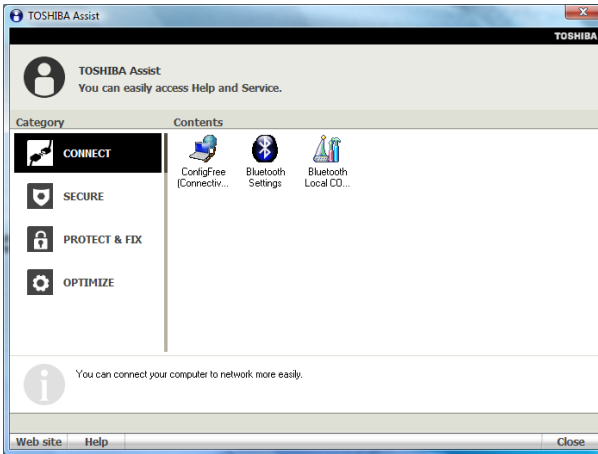 TOSHIBA Assist
TOSHIBA
TOSHIBA Assist
You can easily access Help and Service.
Category
Contents
CONNECT
SECURE
PROTECT & FIX
OPTIMIZE
ConfigFree
(Connectiv...
Bluetooth
Settings
Bluetooth
Local CO...
You can connect your computer to network more easily.
Web site Help Close